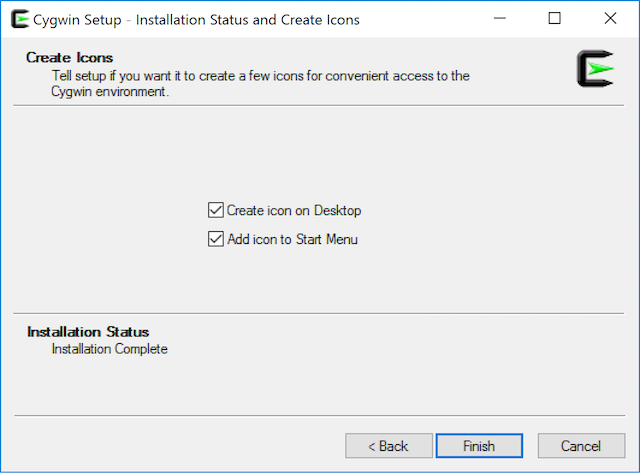 Cygwin Setup - Installation Status and Create Icons
Create Icons
Tell setup if you want it to create a few icons for convenient access to the
Cygwin environment.
Create icon on Desktop
Add icon to Start Menu
Installation Status
Installation Complete
< Back Finish Cancel